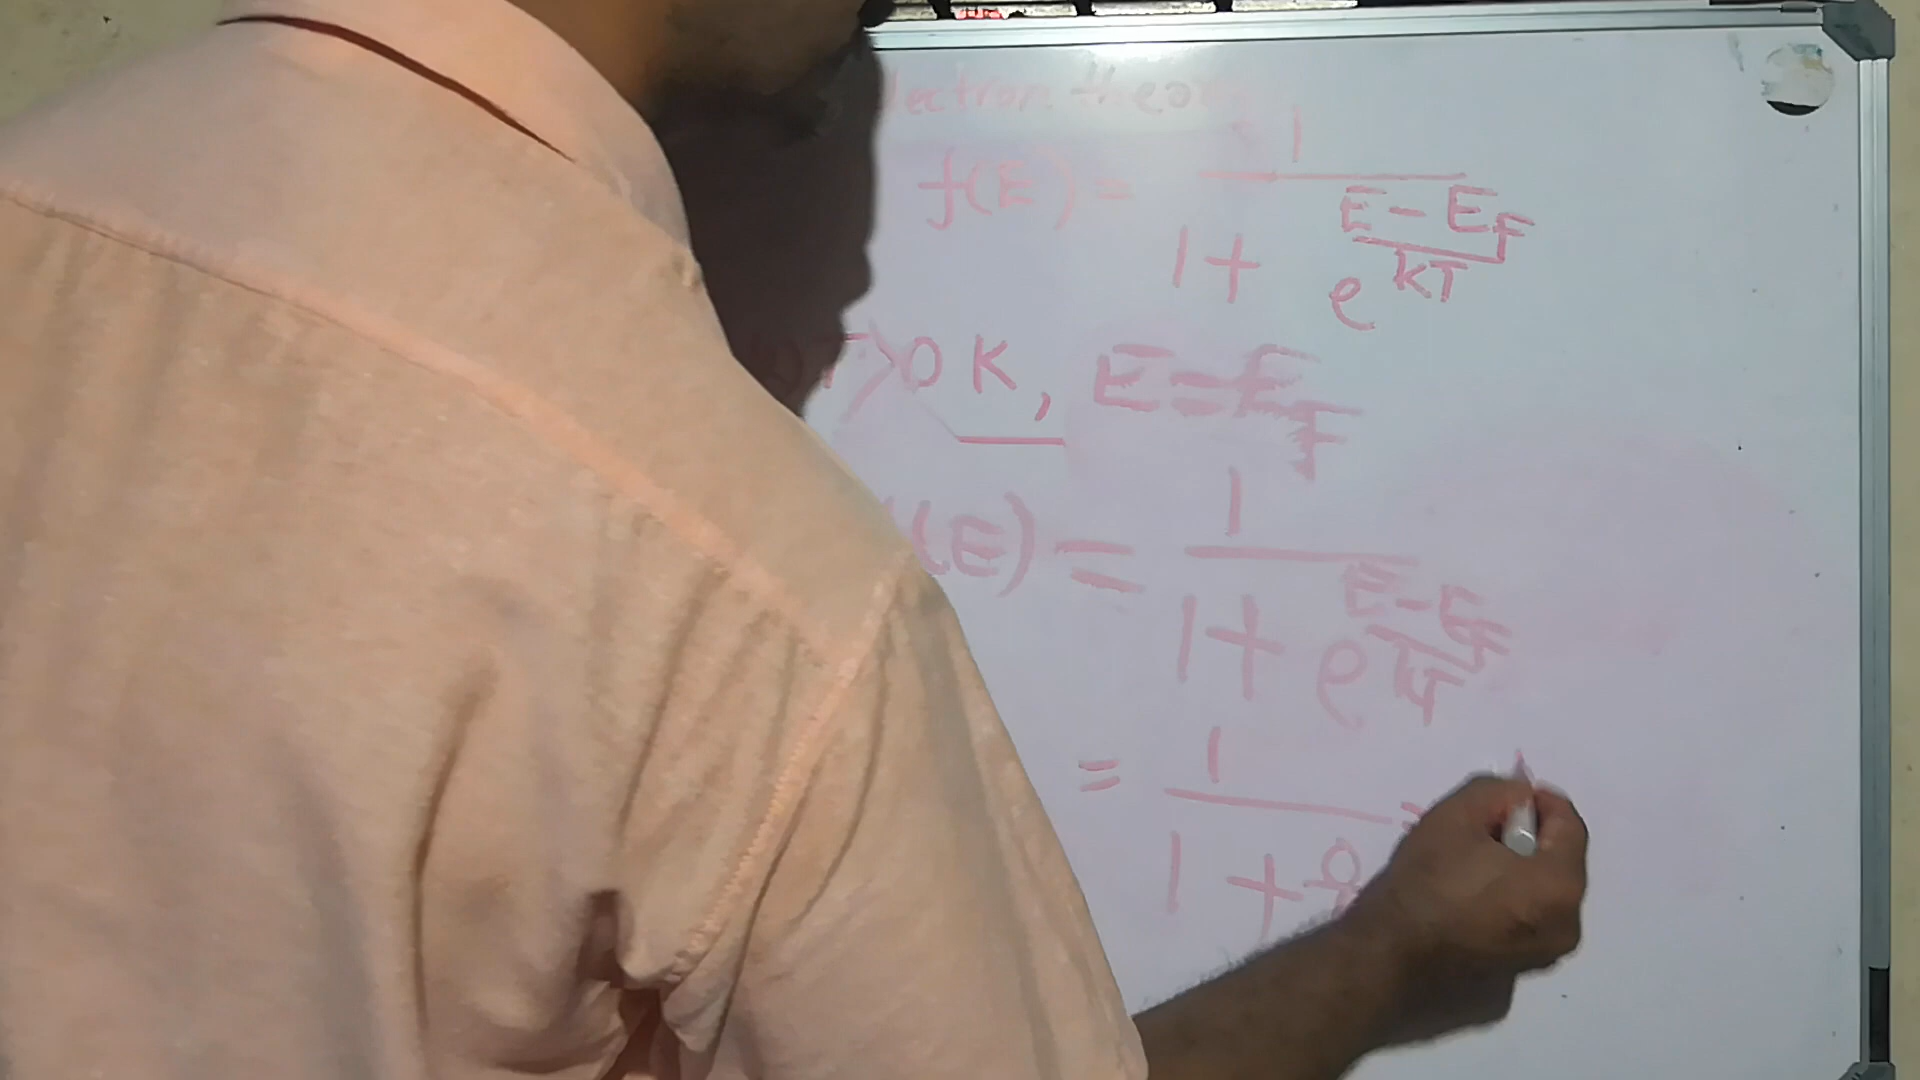 lectron theory
f(E) = 1 / 1 + e^(E - E_F / KT)
T>0 K, E = E_F
(E) = 1 / 1 + e^(E - E_F / KT)
= 1 / 1 +